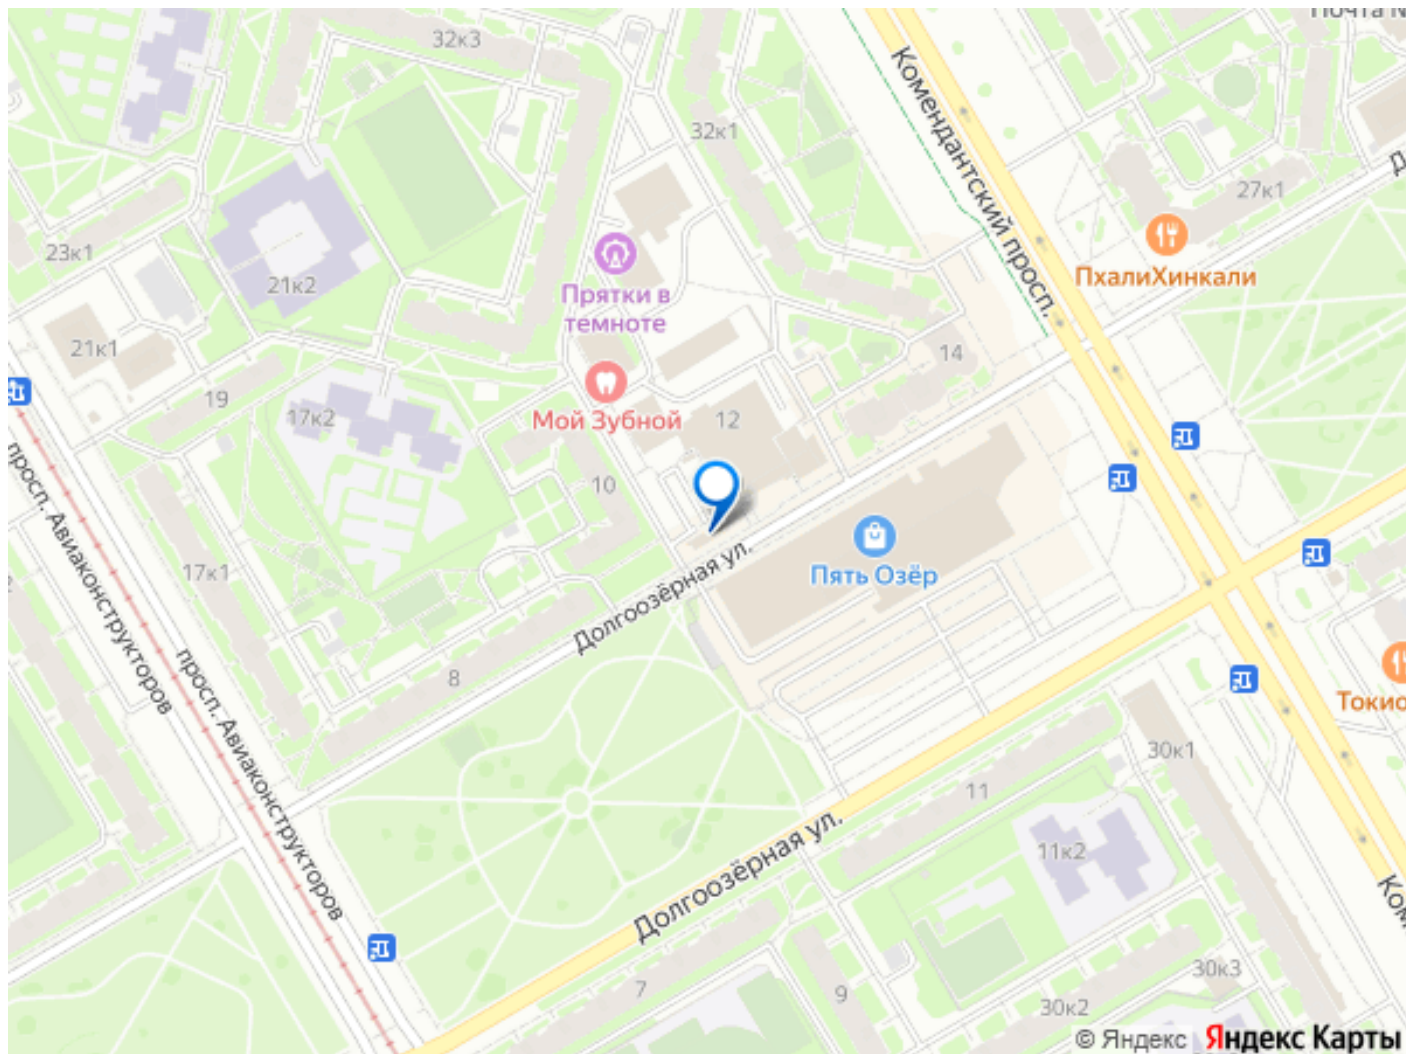 32к3
32к1
Комендантский просп.
27к1
ПхалиХинкали
23к1
21к2
Прятки в
темноте
21к1
14
19
17к2
Мой Зубной
12
10
просп. Авиаконструкторов
17к1
Пять Озёр
Долгоозёрная ул.
8
просп. Авиаконструкторов
30к1
11
11к2
Долгоозёрная ул.
7
9
30к2
30к3
© Яндекс
Яндекс Карты